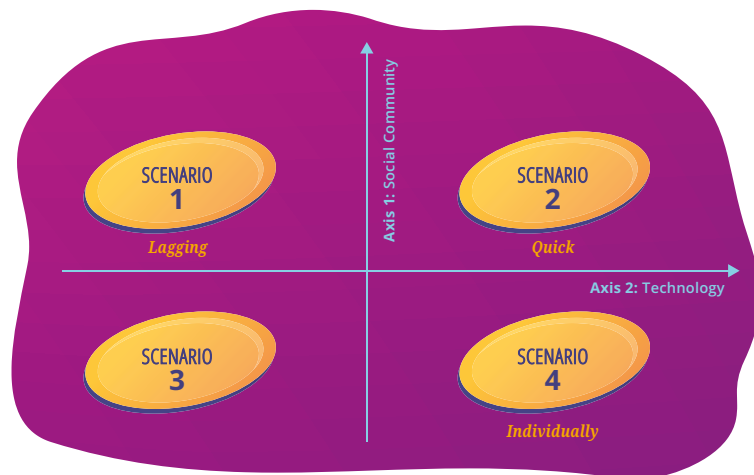 Axis 1: Social Community
SCENARIO
1
Lagging
SCENARIO
2
Quick
Axis 2: Technology
SCENARIO
3
SCENARIO
4
Individually